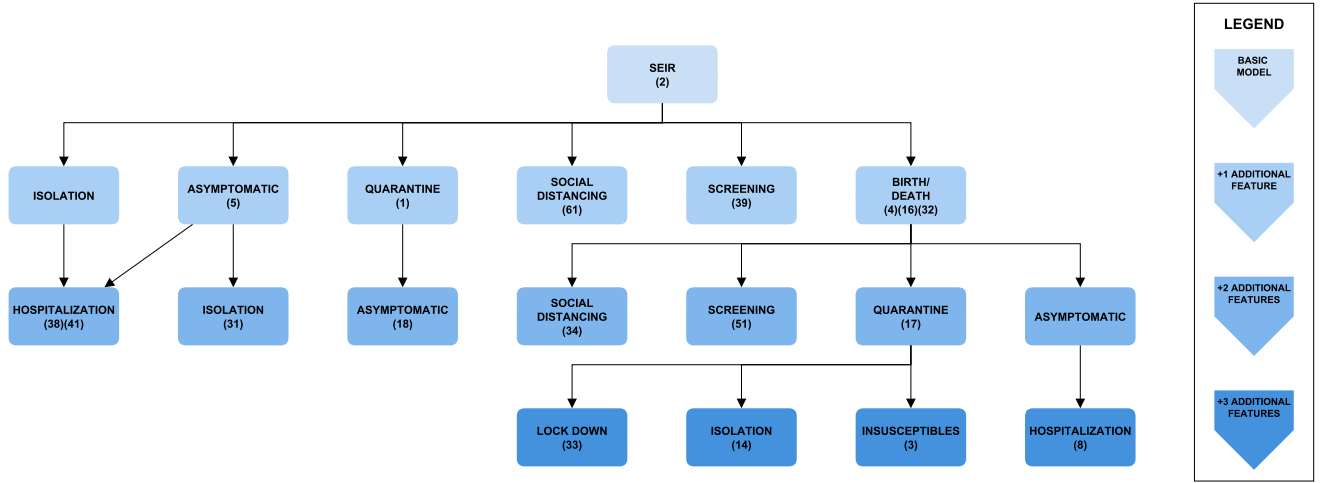 SEIR
(2)
ISOLATION
ASYMPTOMATIC
(5)
QUARANTINE
(1)
SOCIAL
DISTANCING
(61)
SCREENING
(39)
BIRTH/
DEATH
(4)(16)(32)
HOSPITALIZATION
(38)(41)
ISOLATION
(31)
ASYMPTOMATIC
(18)
SOCIAL
DISTANCING
(34)
SCREENING
(51)
QUARANTINE
(17)
ASYMPTOMATIC
LOCK DOWN
(33)
ISOLATION
(14)
INSUSCEPTIBLES
(3)
HOSPITALIZATION
(8)
LEGEND
BASIC
MODEL
+1 ADDITIONAL
FEATURE
+2 ADDITIONAL
FEATURES
+3 ADDITIONAL
FEATURES